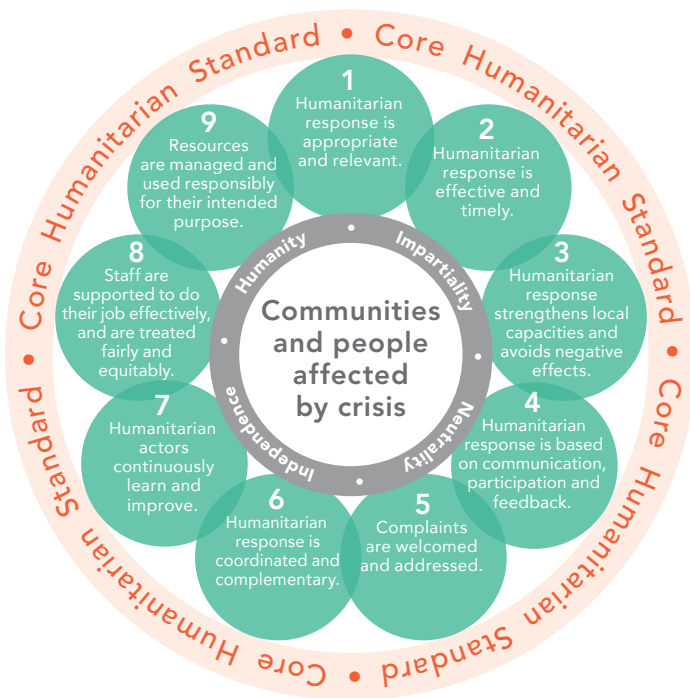 Core Humanitarian Standard • Core Humanitarian Standard • Core Humanitarian Standard • Core Humanitarian Standard •
1
Humanitarian
response is
appropriate
and relevant.
2
Humanitarian
response is
effective and
timely.
3
Humanitarian
response
strengthens local
capacities and
avoids negative
effects.
4
Humanitarian
response is based
on communication,
participation and
feedback.
5
Complaints
are welcomed
and addressed.
6
Humanitarian
response is
coordinated and
complementary.
7
Humanitarian
actors
continuously
learn and
improve.
8
Staff are
supported to do
their job effectively,
and are treated
fairly and
equitably.
9
Resources
are managed and
used responsibly
for their intended
purpose.
Humanity • Impartiality • Neutrality • Independence •
Communities
and people
affected
by crisis